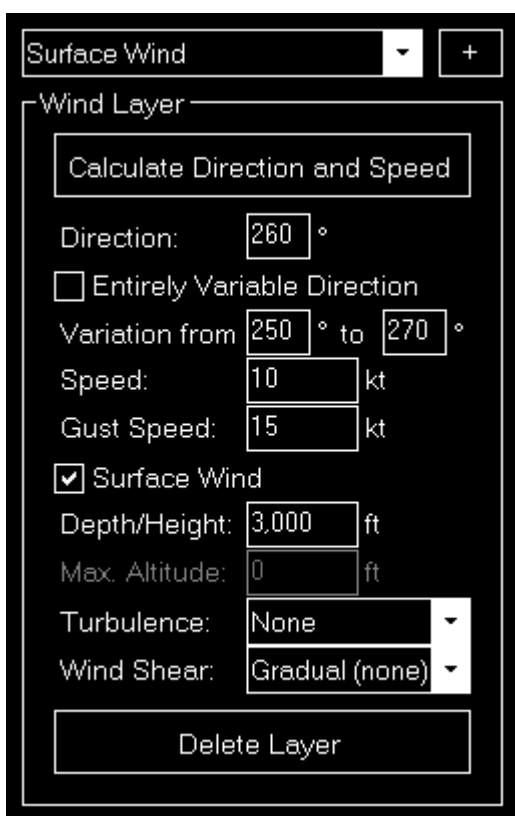 Surface Wind +
Wind Layer
Calculate Direction and Speed
Direction: 260 °
Entirely Variable Direction
Variation from 250 ° to 270 °
Speed: 10 kt
Gust Speed: 15 kt
Surface Wind
Depth/Height: 3,000 ft
Max. Altitude: 0 ft
Turbulence: None
Wind Shear: Gradual (none)
Delete Layer